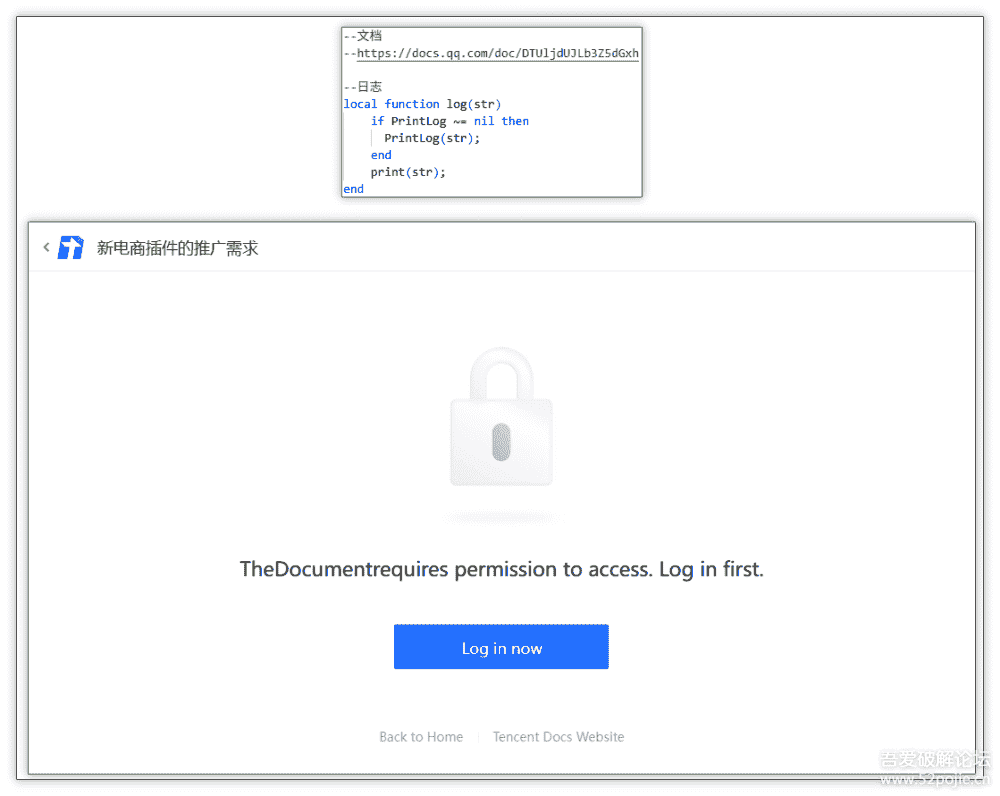 --文档
--https://docs.qq.com/doc/DTUljdUJLb3Z5dGxh
--日志
local function log(str)
if PrintLog ~= nil then
PrintLog(str);
end
print(str);
end
新电商插件的推广需求
TheDocumentrequires permission to access. Log in first.
Log in now
Back to Home
Tencent Docs Website
吾爱破解论坛
www.52pojie.cn